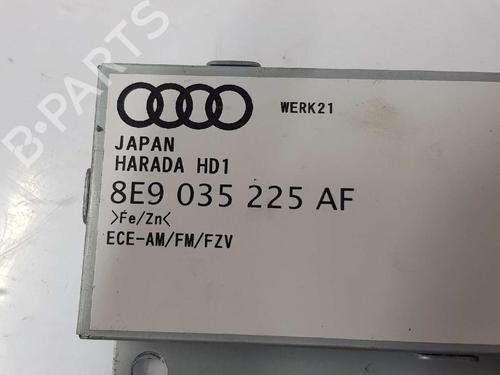 WERK21
JAPAN
HARADA HD1
8E9 035 225 AF
>Fe/Zn<
ECE-AM/FM/FZV
B-PARTS